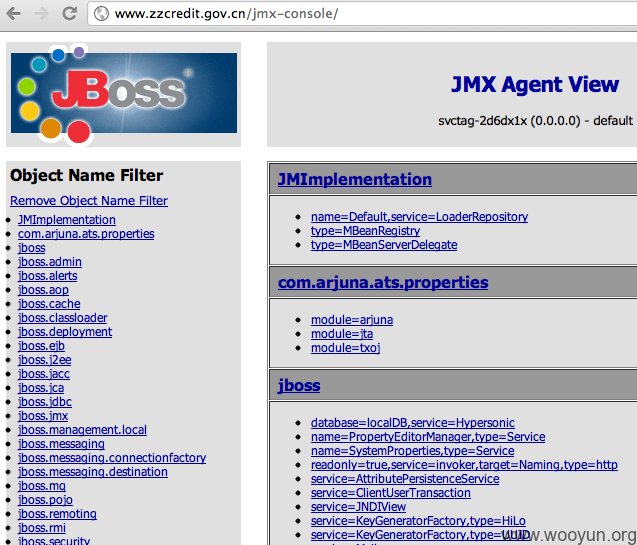 www.zzcredit.gov.cn/jmx-console/
JBoss®
JMX Agent View
svctag-2d6dx1x (0.0.0.0) - default
Object Name Filter
Remove Object Name Filter
JMImplementation
com.arjuna.ats.properties
jboss
jboss.admin
jboss.alerts
jboss.aop
jboss.cache
jboss.classloader
jboss.deployment
jboss.ejb
jboss.j2ee
jboss.jacc
jboss.jca
jboss.jdbc
jboss.jmx
jboss.management.local
jboss.messaging
jboss.messaging.connectionfactory
jboss.messaging.destination
jboss.mq
jboss.pojo
jboss.remoting
jboss.rmi
jboss.security
JMImplementation
name=Default,service=LoaderRepository
type=MBeanRegistry
type=MBeanServerDelegate
com.arjuna.ats.properties
module=arjuna
module=jta
module=txoj
jboss
database=localDB,service=Hypersonic
name=PropertyEditorManager,type=Service
name=SystemProperties,type=Service
readonly=true,service=invoker,target=Naming,type=http
service=AttributePersistenceService
service=ClientUserTransaction
service=JNDIView
service=KeyGeneratorFactory,type=HiLo
service=KeyGeneratorFactory,type=UUID
www.wooyun.org